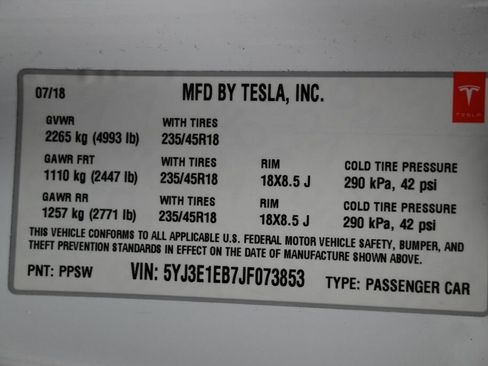 07/18 MFD BY TESLA, INC.
TESLA
GVWR WITH TIRES
2265 kg (4993 lb) 235/45R18
GAWR FRT WITH TIRES RIM COLD TIRE PRESSURE
1110 kg (2447 lb) 235/45R18 18X8.5 J 290 kPa, 42 psi
GAWR RR WITH TIRES RIM COLD TIRE PRESSURE
1257 kg (2771 lb) 235/45R18 18X8.5 J 290 kPa, 42 psi
THIS VEHICLE CONFORMS TO ALL APPLICABLE U.S. FEDERAL MOTOR VEHICLE SAFETY, BUMPER, AND
THEFT PREVENTION STANDARDS IN EFFECT ON THE DATE OF MANUFACTURE SHOWN ABOVE.
PNT: PPSW VIN: 5YJ3E1EB7JF073853 TYPE: PASSENGER CAR